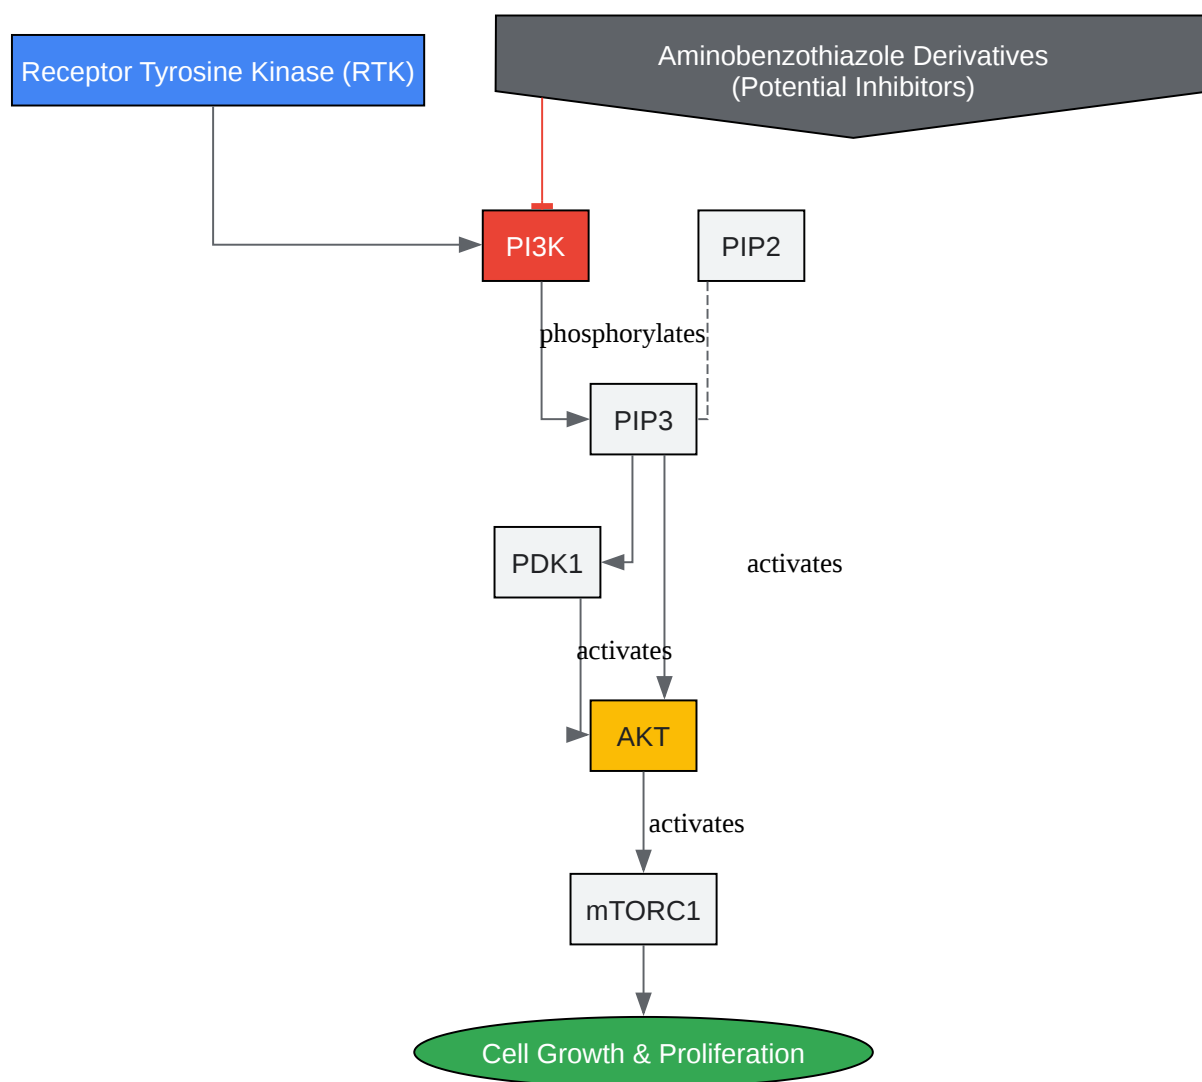 Receptor Tyrosine Kinase (RTK)
Aminobenzothiazole Derivatives
(Potential Inhibitors)
PI3K
PIP2
phosphorylates
PIP3
PDK1
activates
activates
AKT
activates
mTORC1
Cell Growth & Proliferation